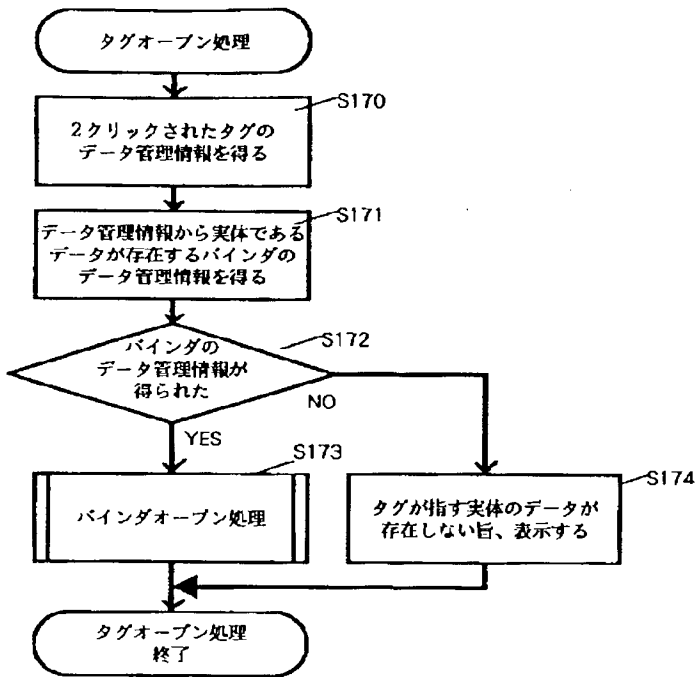 タグオープン処理
S170
2クリックされたタグの
データ管理情報を得る
S171
データ管理情報から実体である
データが存在するバインダの
データ管理情報を得る
S172
バインダの
データ管理情報が
得られた
NO
YES
S173
バインダオープン処理
S174
タグが指す実体のデータが
存在しない旨、表示する
タグオープン処理
終了